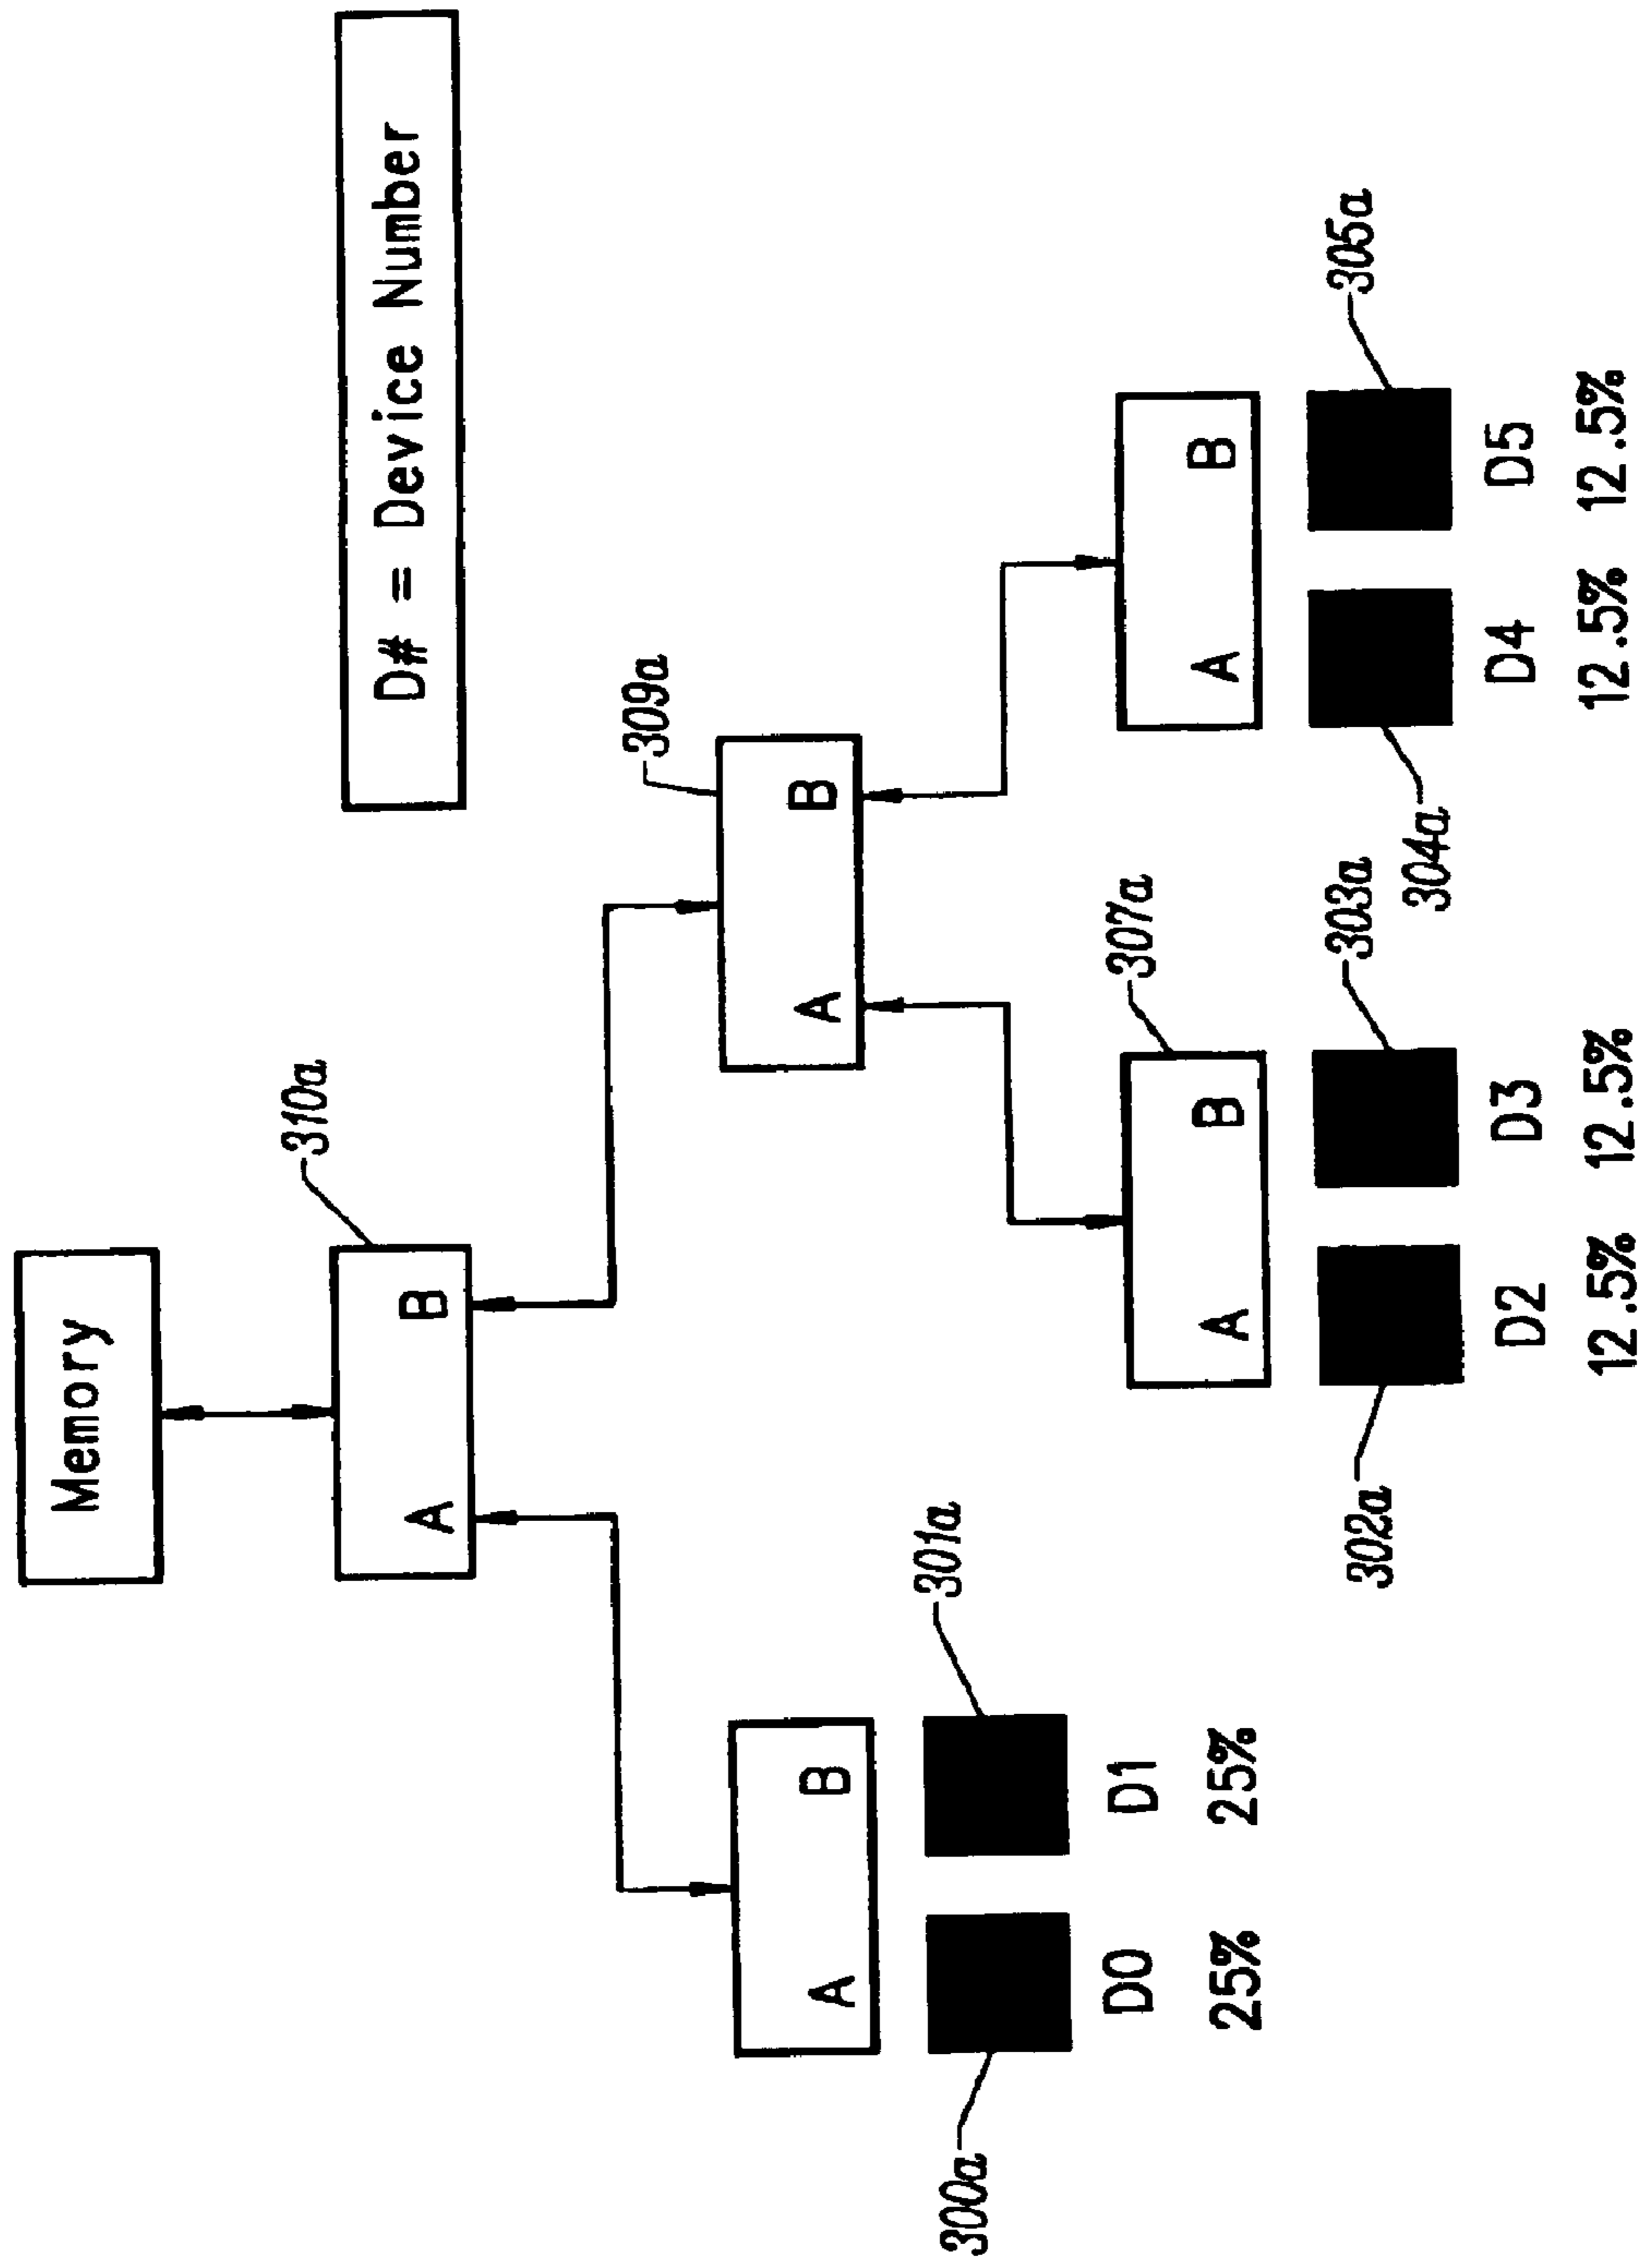 Memory
310a
D# = Device Number
A B
309a
A B
A B
301a
300a
D0 D1
25% 25%
307a
A B
A B
303a
305a
302a
304a
D2 D3 D4 D5
12.5% 12.5% 12.5% 12.5%